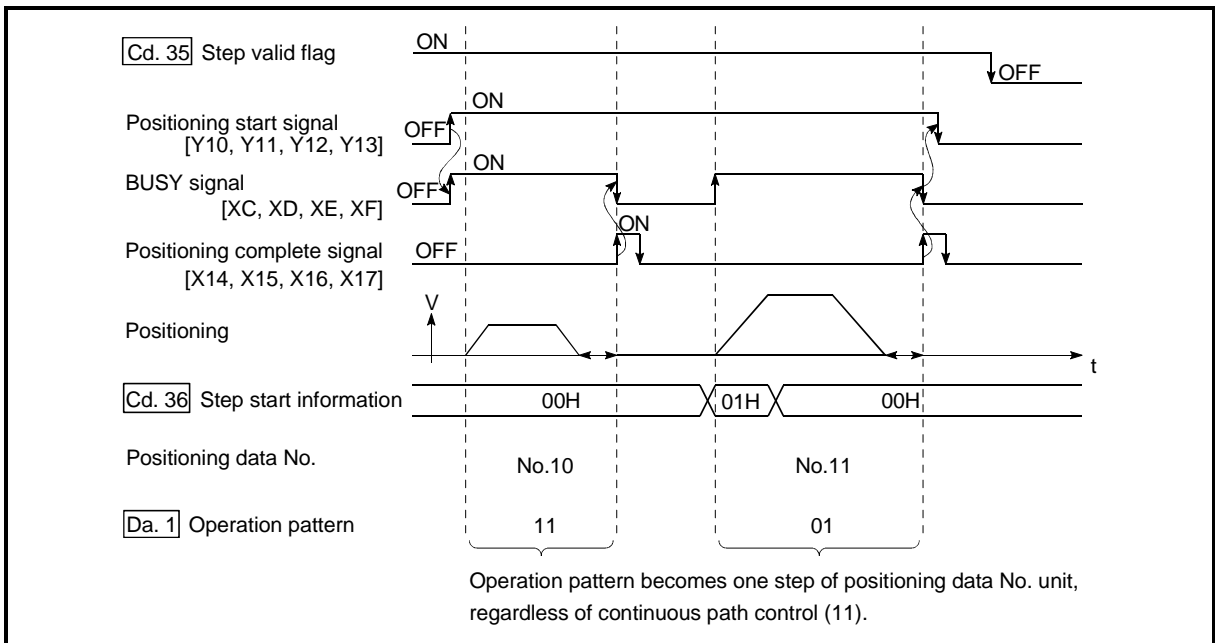 ON
Cd. 35 Step valid flag
OFF
ON
Positioning start signal
OFF
[Y10, Y11, Y12, Y13]
ON
BUSY signal
OFF
[XC, XD, XE, XF]
ON
Positioning complete signal
OFF
[X14, X15, X16, X17]
V
Positioning
t
Cd. 36 Step start information
00H
01H
00H
Positioning data No.
No.10
No.11
Da. 1 Operation pattern
11
01
Operation pattern becomes one step of positioning data No. unit,
regardless of continuous path control (11).